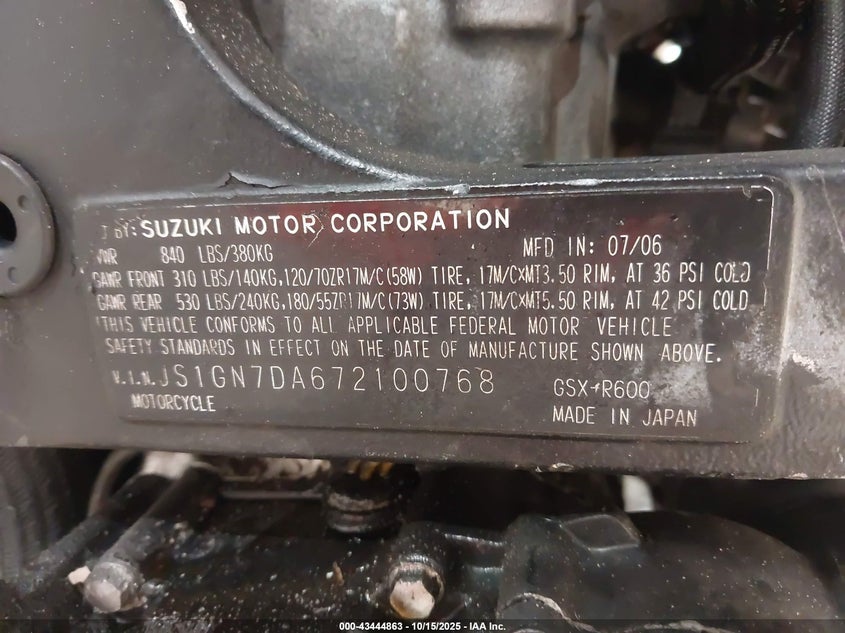 BY: SUZUKI MOTOR CORPORATION
840 LBS/380KG MFD IN: 07/06
GAWR FRONT 310 LBS/140KG,120/70ZR17M/C(58W) TIRE, 17M/CXMT3.50 RIM, AT 36 PSI COLD
GAWR REAR 530 LBS/240KG,180/55ZR17M/C(73W) TIRE, 17M/CXMT5.50 RIM, AT 42 PSI COLD
THIS VEHICLE CONFORMS TO ALL APPLICABLE FEDERAL MOTOR VEHICLE
SAFETY STANDARDS IN EFFECT ON THE DATE OF MANUFACTURE SHOWN ABOVE.
V.I.N. JS1GN7DA672100768 GSX-R600
MOTORCYCLE MADE IN JAPAN
000-43444863 - 10/15/2025 - IAA Inc.